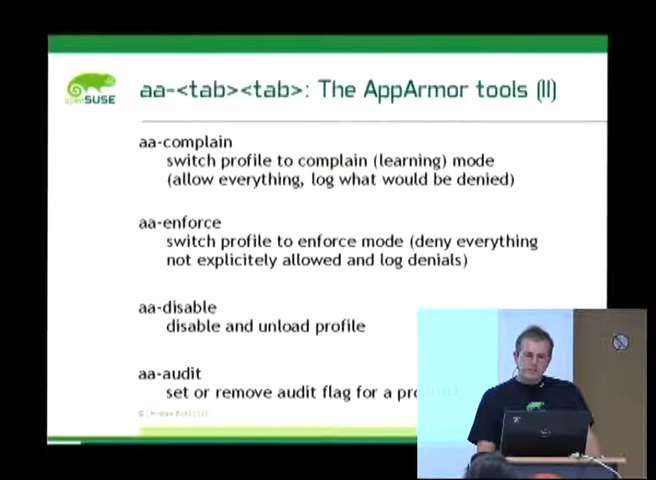 openSUSE
aa-<tab><tab>: The AppArmor tools (II)
aa-complain
switch profile to complain (learning) mode
(allow everything, log what would be denied)
aa-enforce
switch profile to enforce mode (deny everything
not explicitely allowed and log denials)
aa-disable
disable and unload profile
aa-audit
set or remove audit flag for a
© Christian